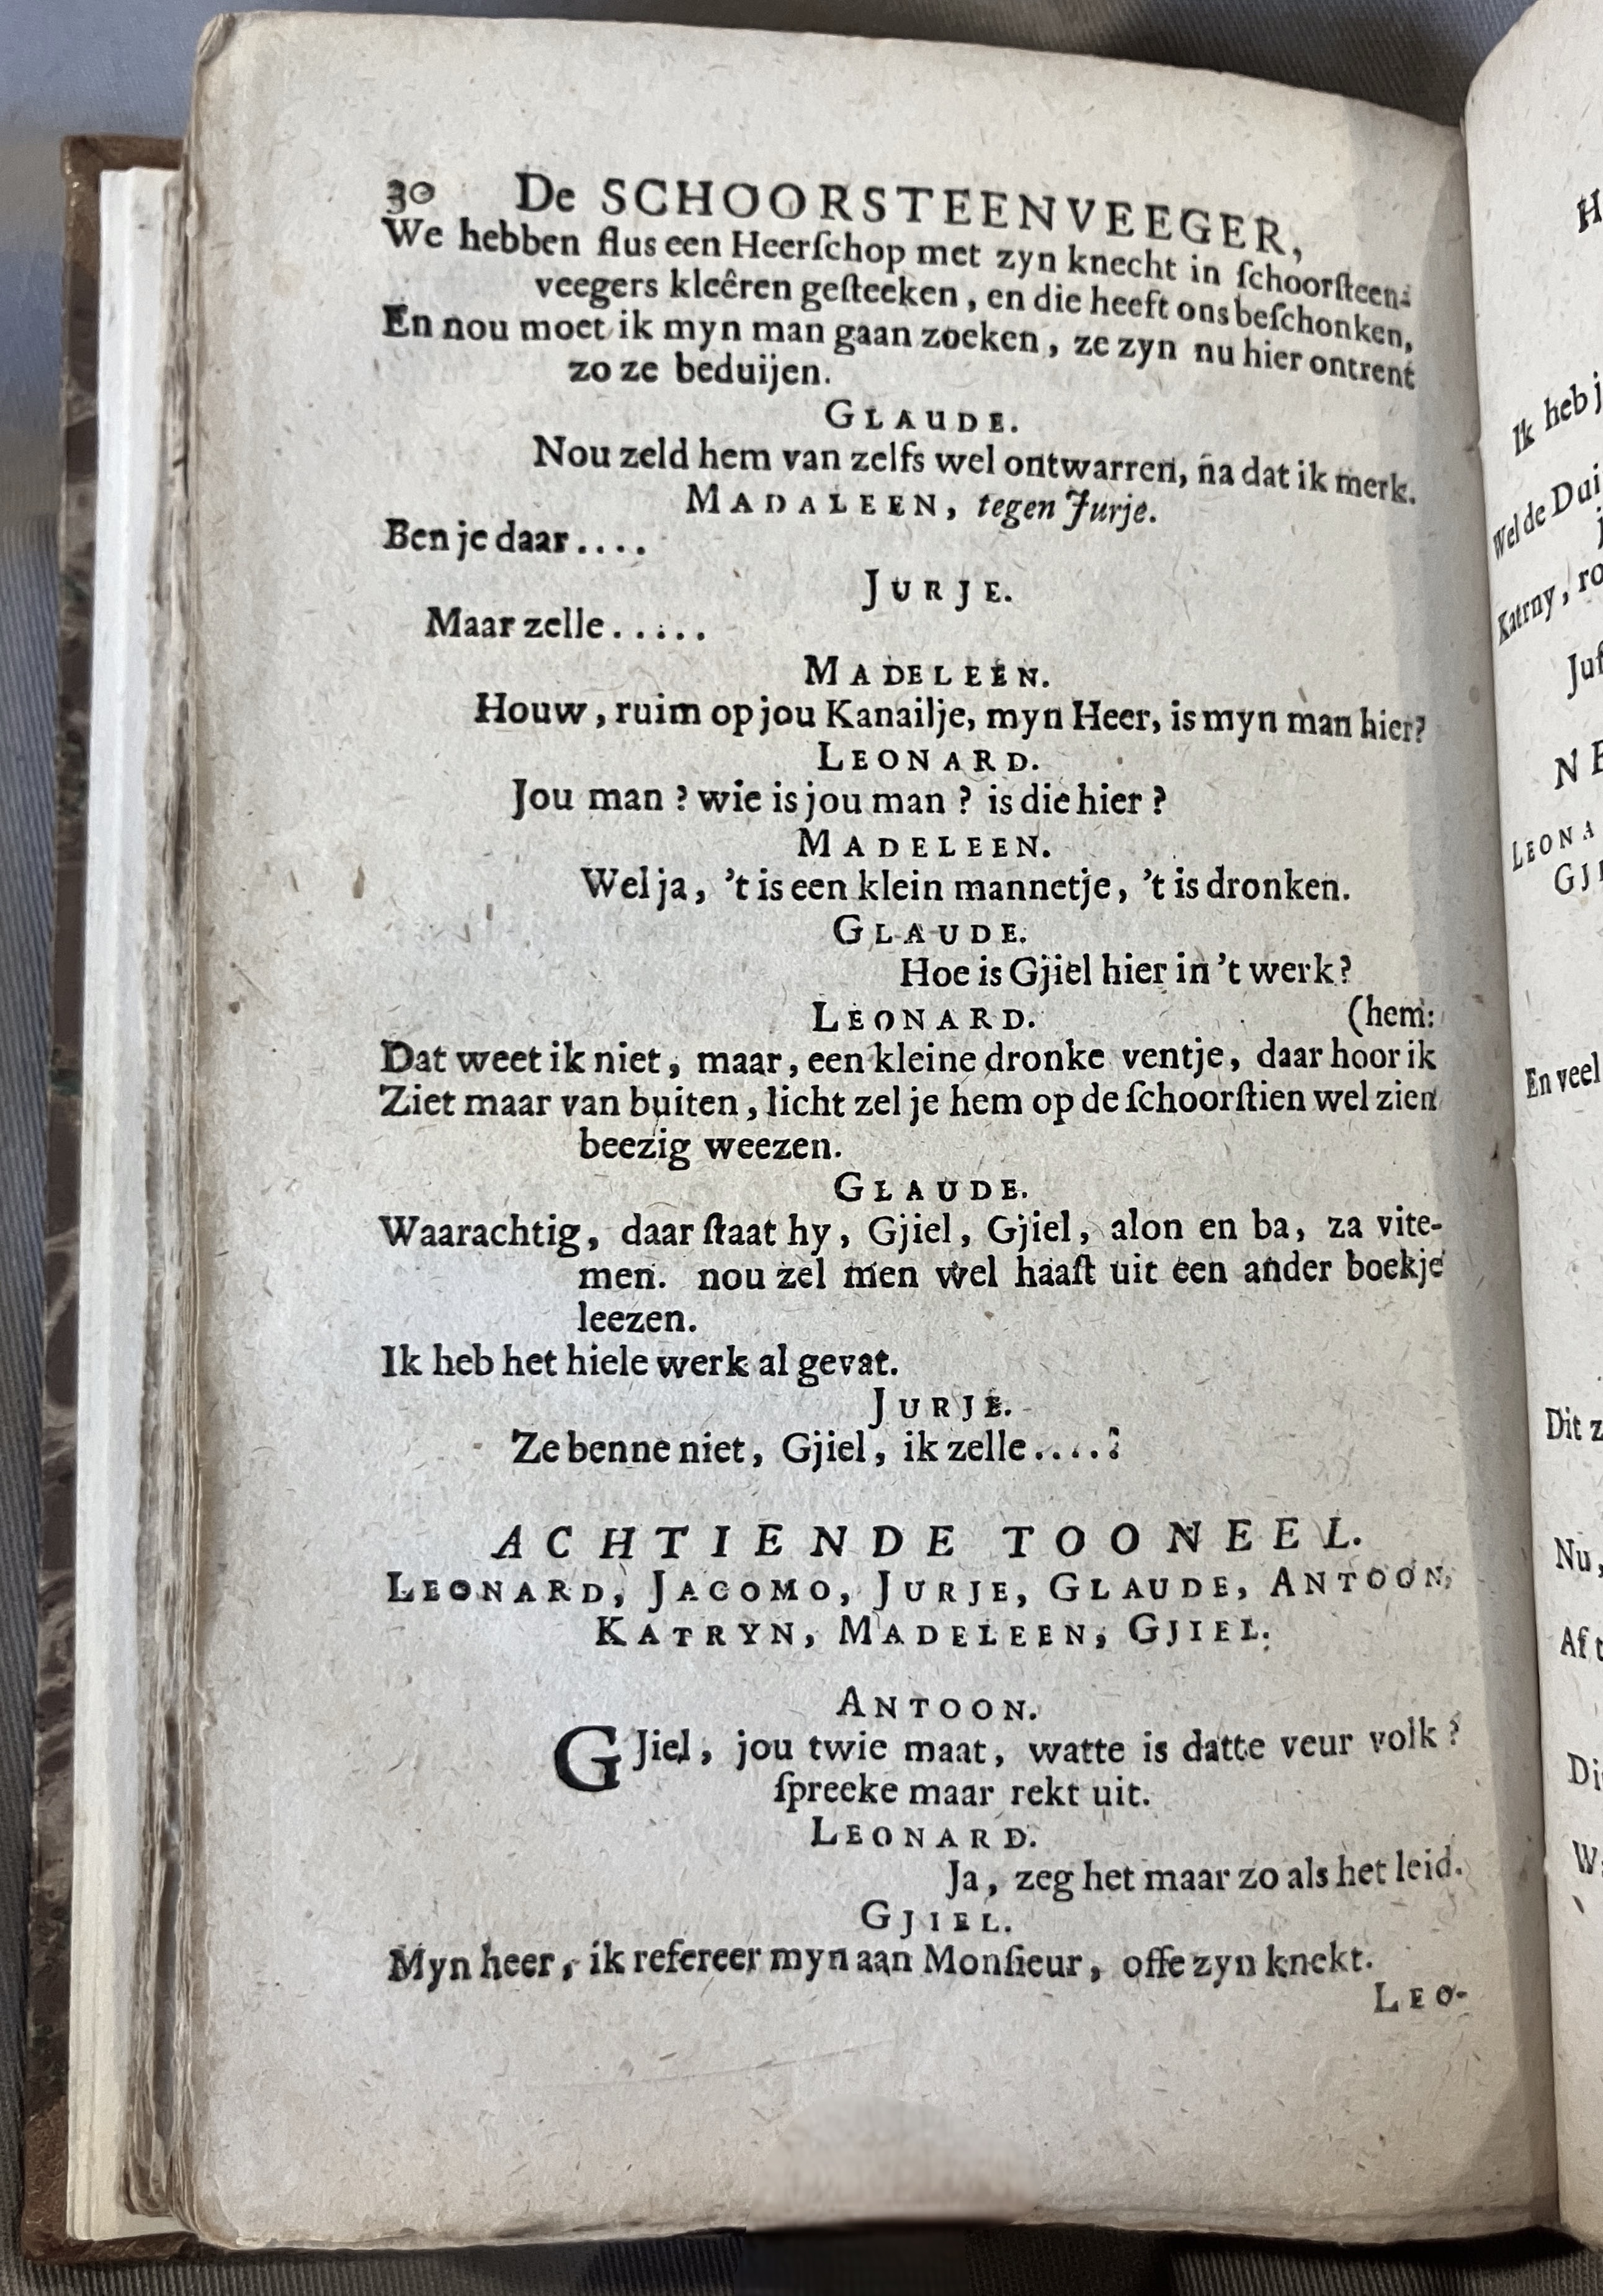 30 De SCHOORSTEENVEEGER,
We hebben flus een Heerſchop met zyn knecht in ſchoorſteen-
veegers kleêren geſteeken, en die heeft ons beſchonken,
En nou moet ik myn man gaan zoeken, ze zyn nu hier ontrent
zo ze beduijen.
GLAUDE.
Nou zeld hem van zelfs wel ontwarren, na dat ik merk.
MADALEEN, tegen Jurje.
Ben je daar....
JURJE.
Maar zelle.....
MADELEEN.
Houw, ruim op jou Kanailje, myn Heer, is myn man hier?
LEONARD.
Jou man? wie is jou man? is die hier?
MADELEEN.
Wel ja, 't is een klein mannetje, 't is dronken.
GLAUDE.
Hoe is Gjiel hier in 't werk?
LEONARD. (hem:
Dat weet ik niet, maar, een kleine dronke ventje, daar hoor ik
Ziet maar van buiten, licht zel je hem op de ſchoorſtien wel zien
beezig weezen.
GLAUDE.
Waarachtig, daar ſtaat hy, Gjiel, Gjiel, alon en ba, za vite-
men. nou zel men wel haaſt uit een ander boekje
leezen.
Ik heb het hiele werk al gevat.
JURJE.
Ze benne niet, Gjiel, ik zelle....?
ACHTIENDE TOONEEL.
LEONARD, JACOMO, JURJE, GLAUDE, ANTOON,
KATRYN, MADELEEN, GJIEL.
ANTOON.
GJiel, jou twie maat, watte is datte veur volk?
ſpreeke maar rekt uit.
LEONARD.
Ja, zeg het maar zo als het leid.
GJIEL.
Myn heer, ik refereer myn aan Monſieur, offe zyn knekt.
LEO-
Ik heb
Wel de
Katrny,
En veel
Dit
Nu,